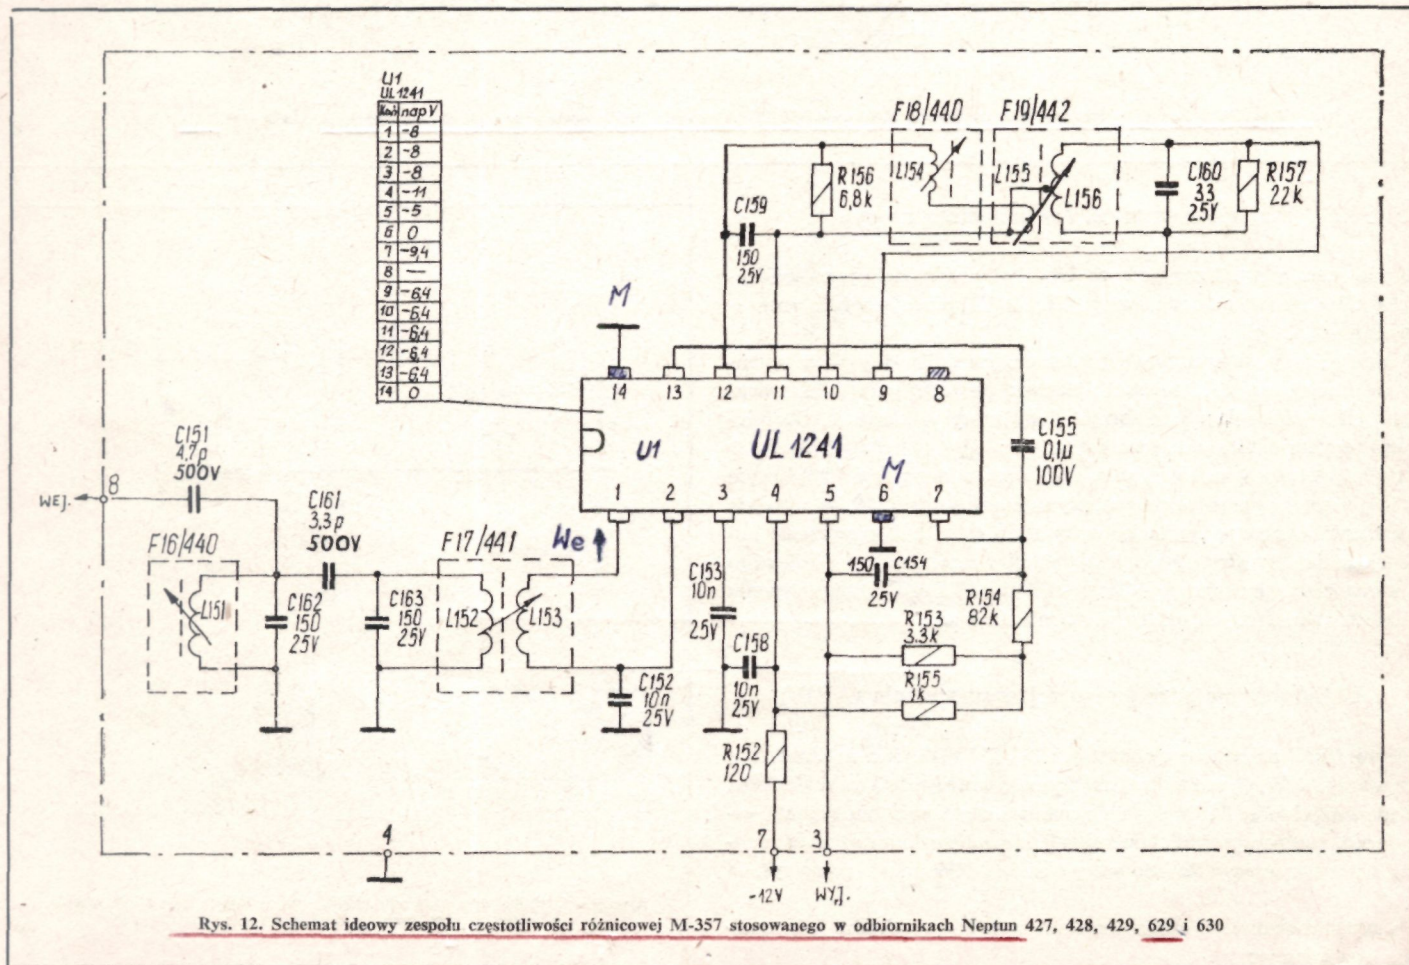 U1
UL 1241
Końc nap V
1 -8
2 -8
3 -8
4 -11
5 -5
6 0
7 -9,4
8 —
9 -6,4
10 -6,4
11 -6,4
12 -6,4
13 -6,4
14 0
F18/440
F19/442
L154
L155
L156
R156
6,8k
C159
150
25V
C160
33
25V
R157
22k
M
14 13 12 11 10 9 8
U1
UL 1241
M
1 2 3 4 5 6 7
C155
0,1µ
100V
C151
4,7p
500V
WEJ.
8
C161
3,3p
500V
F16/440
L151
C162
150
25V
C163
150
25V
F17/441
L152
L153
We
C152
10n
25V
C153
10n
25V
C158
10n
25V
150
C154
25V
R153
3,3k
R154
82k
R155
1k
R152
120
4
7
3
-12V
WYJ.
Rys. 12. Schemat ideowy zespołu częstotliwości różnicowej M-357 stosowanego w odbiornikach Neptun 427, 428, 429, 629 i 630